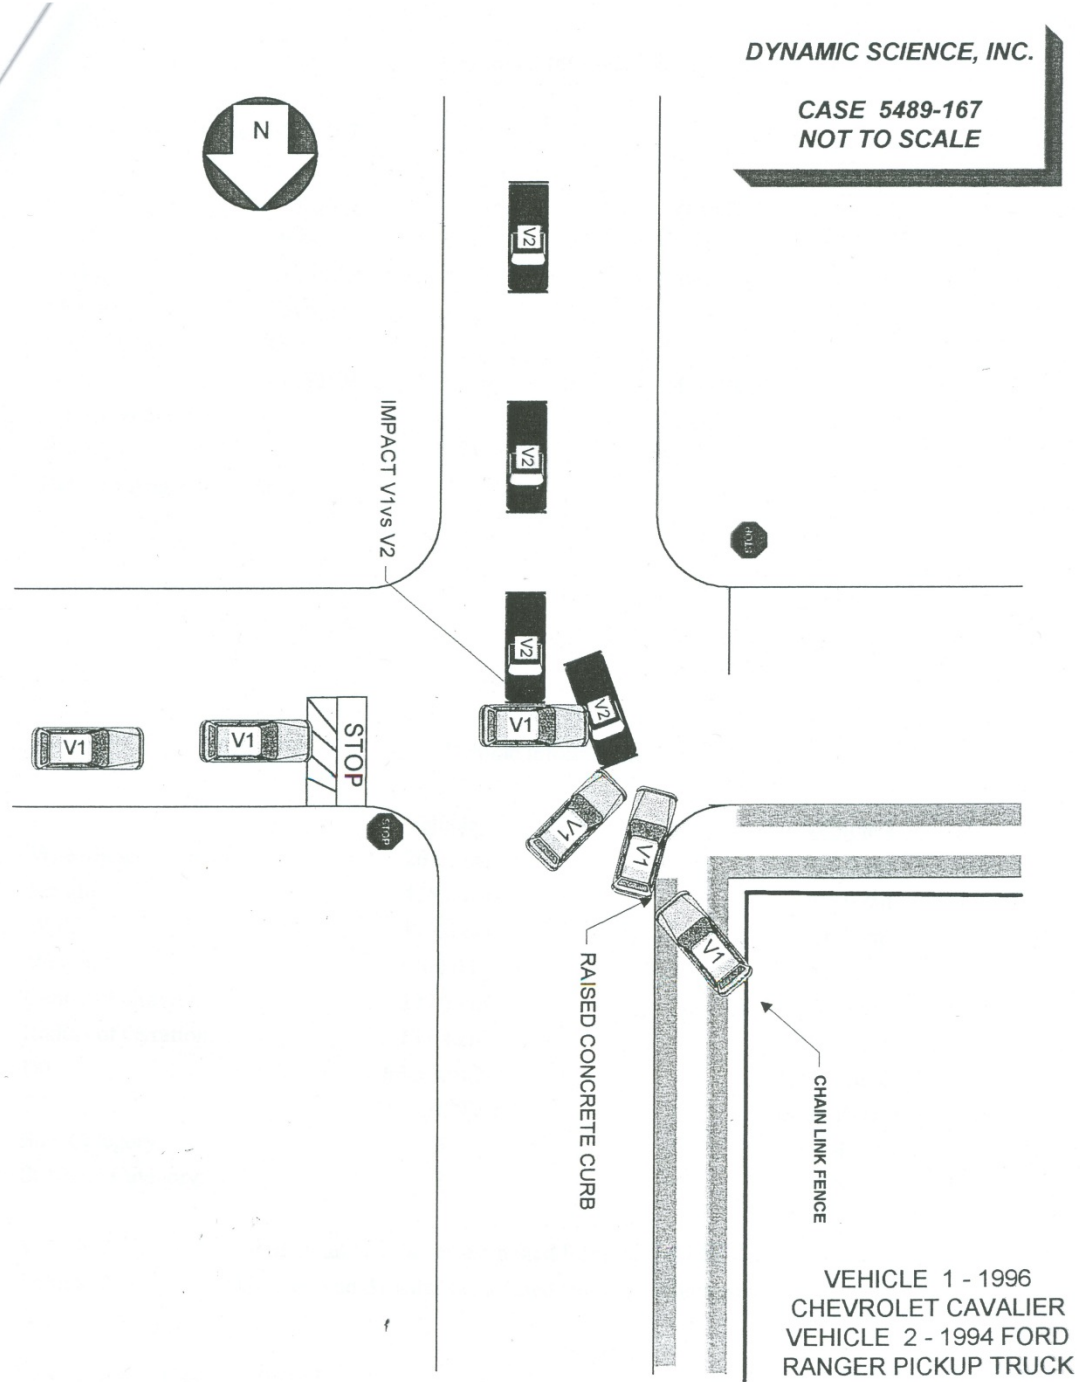 DYNAMIC SCIENCE, INC.
CASE 5489-167
NOT TO SCALE
N
V2
V2
IMPACT V1vs V2
STOP
V2
V2
V1
V1
V1
STOP
STOP
V1
V1
V1
RAISED CONCRETE CURB
CHAIN LINK FENCE
VEHICLE 1 - 1996
CHEVROLET CAVALIER
VEHICLE 2 - 1994 FORD
RANGER PICKUP TRUCK